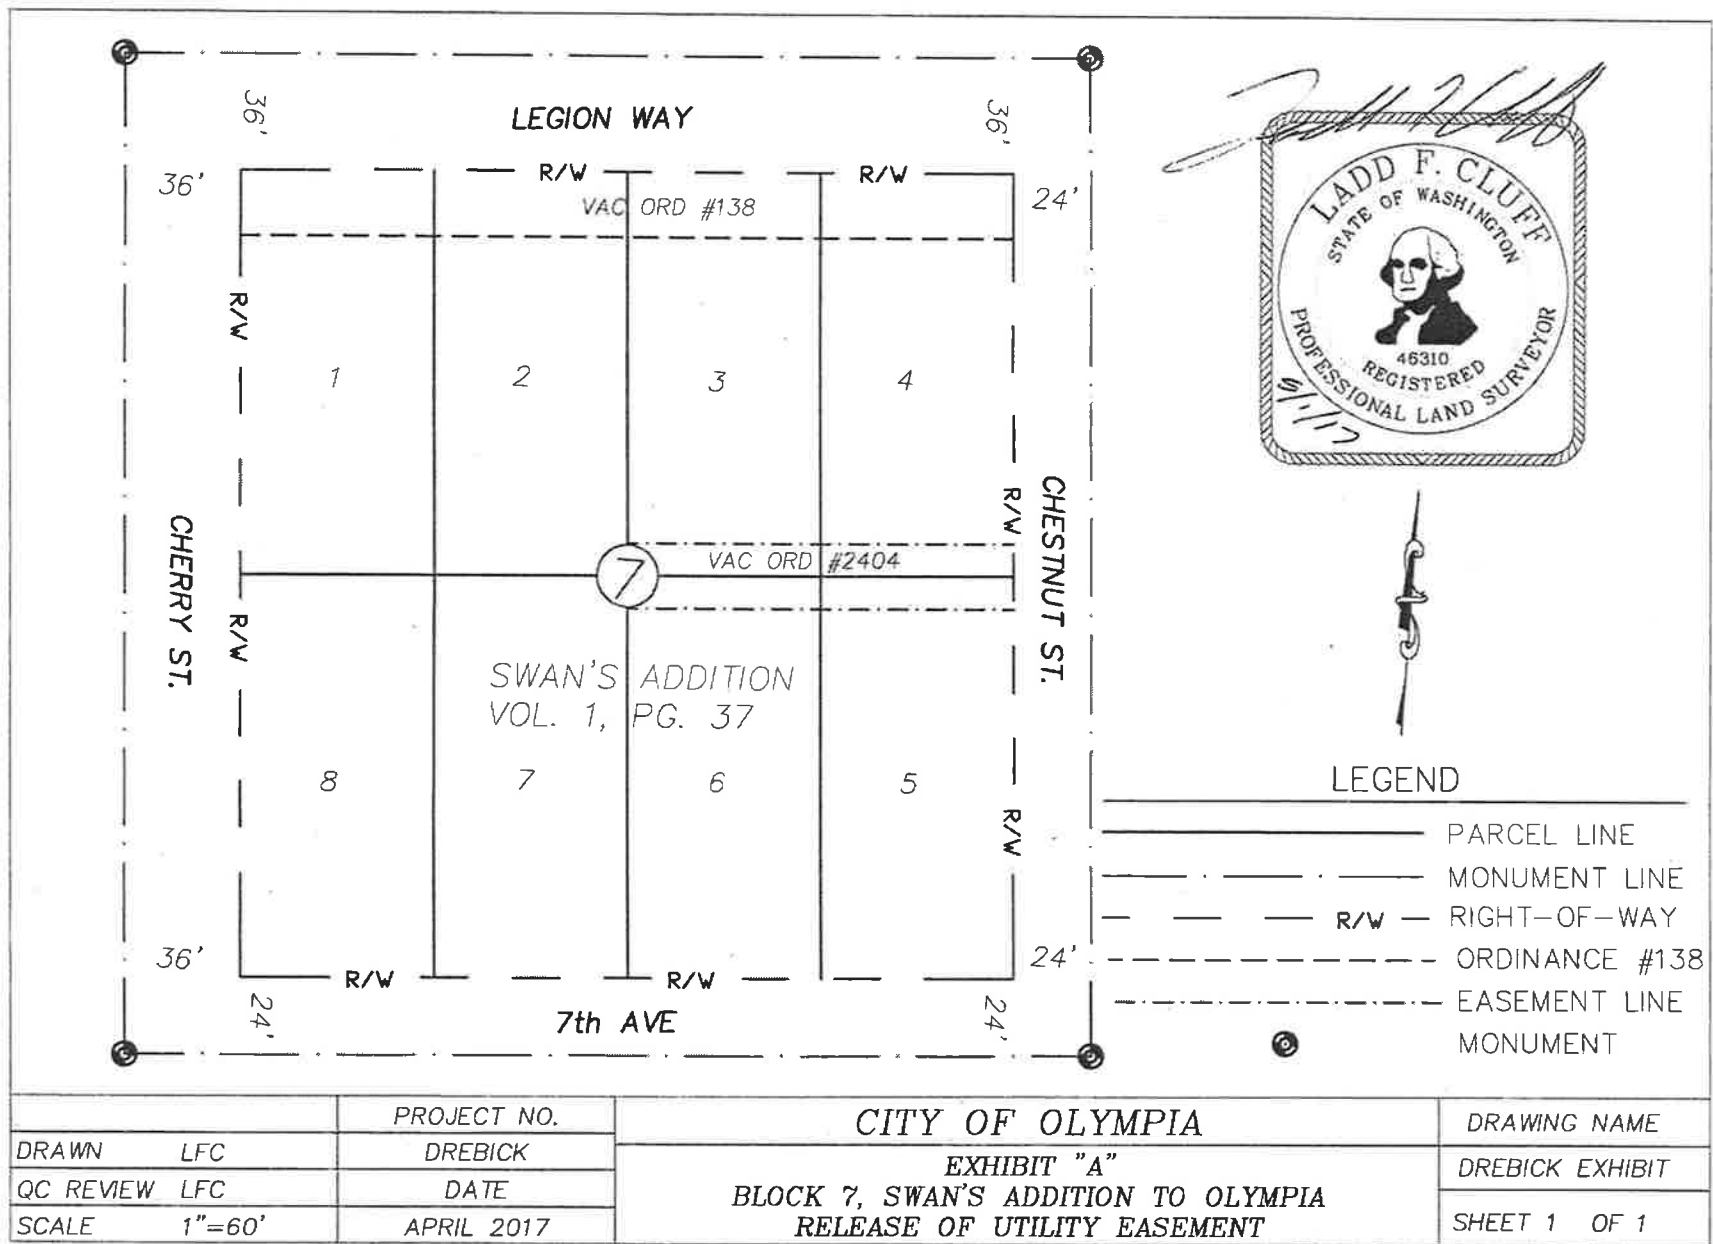 36'
36'
LEGION WAY
36'
R/W
R/W
24'
VAC ORD #138
R/W
1
2
3
4
R/W
CHERRY ST.
CHESTNUT ST.
7
VAC ORD #2404
R/W
SWAN'S ADDITION
VOL. 1, PG. 37
8
7
6
5
R/W
36'
R/W
R/W
24'
24'
7th AVE
24'
LADD F. CLUFF
STATE OF WASHINGTON
46310
REGISTERED
PROFESSIONAL LAND SURVEYOR
LEGEND
PARCEL LINE
MONUMENT LINE
R/W RIGHT-OF-WAY
ORDINANCE #138
EASEMENT LINE
MONUMENT
DRAWN LFC
QC REVIEW LFC
SCALE 1"=60'
PROJECT NO.
DREBICK
DATE
APRIL 2017
CITY OF OLYMPIA
EXHIBIT "A"
BLOCK 7, SWAN'S ADDITION TO OLYMPIA
RELEASE OF UTILITY EASEMENT
DRAWING NAME
DREBICK EXHIBIT
SHEET 1 OF 1